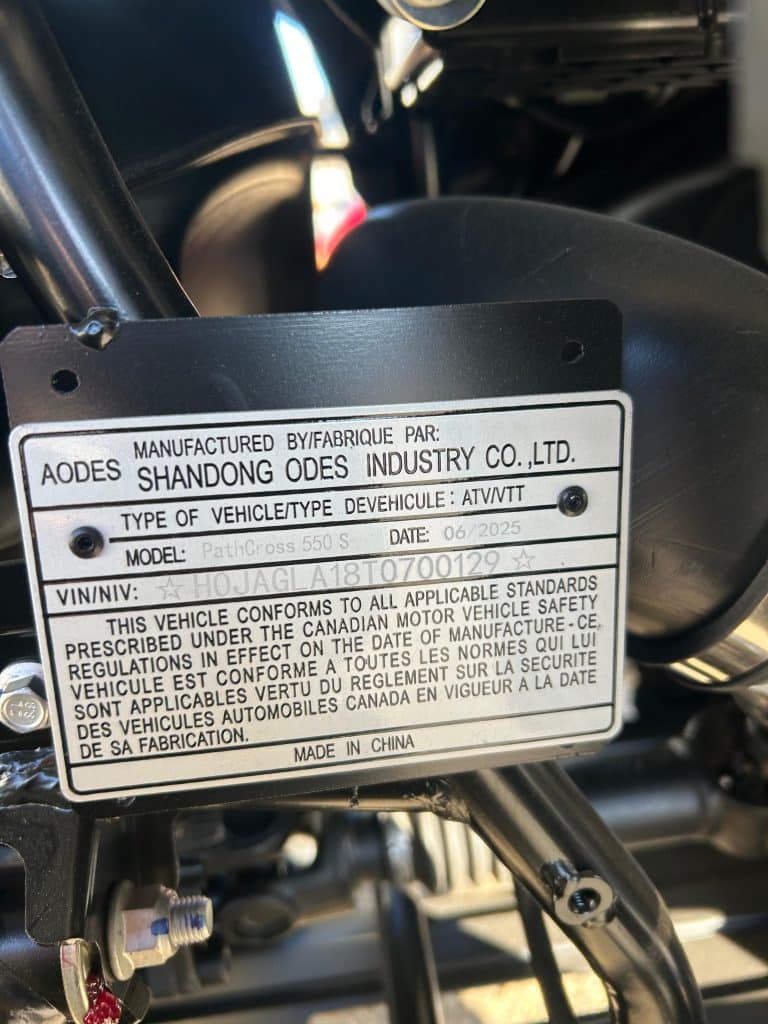 MANUFACTURED BY/FABRIQUE PAR:
AODES SHANDONG ODES INDUSTRY CO.,LTD.
TYPE OF VEHICLE/TYPE DEVEHICULE: ATV/VTT
MODEL: PathCross 550 S DATE: 06/2025
VIN/NIV: ☆ H0JAGLA18T0700129 ☆
THIS VEHICLE CONFORMS TO ALL APPLICABLE STANDARDS
PRESCRIBED UNDER THE CANADIAN MOTOR VEHICLE SAFETY
REGULATIONS IN EFFECT ON THE DATE OF MANUFACTURE-CE,
VEHICULE EST CONFORME A TOUTES LES NORMES QUI LUI
SONT APPLICABLES VERTU DU REGLEMENT SUR LA SECURITE
DES VEHICULES AUTOMOBILES CANADA EN VIGUEUR A LA DATE
DE SA FABRICATION.
MADE IN CHINA